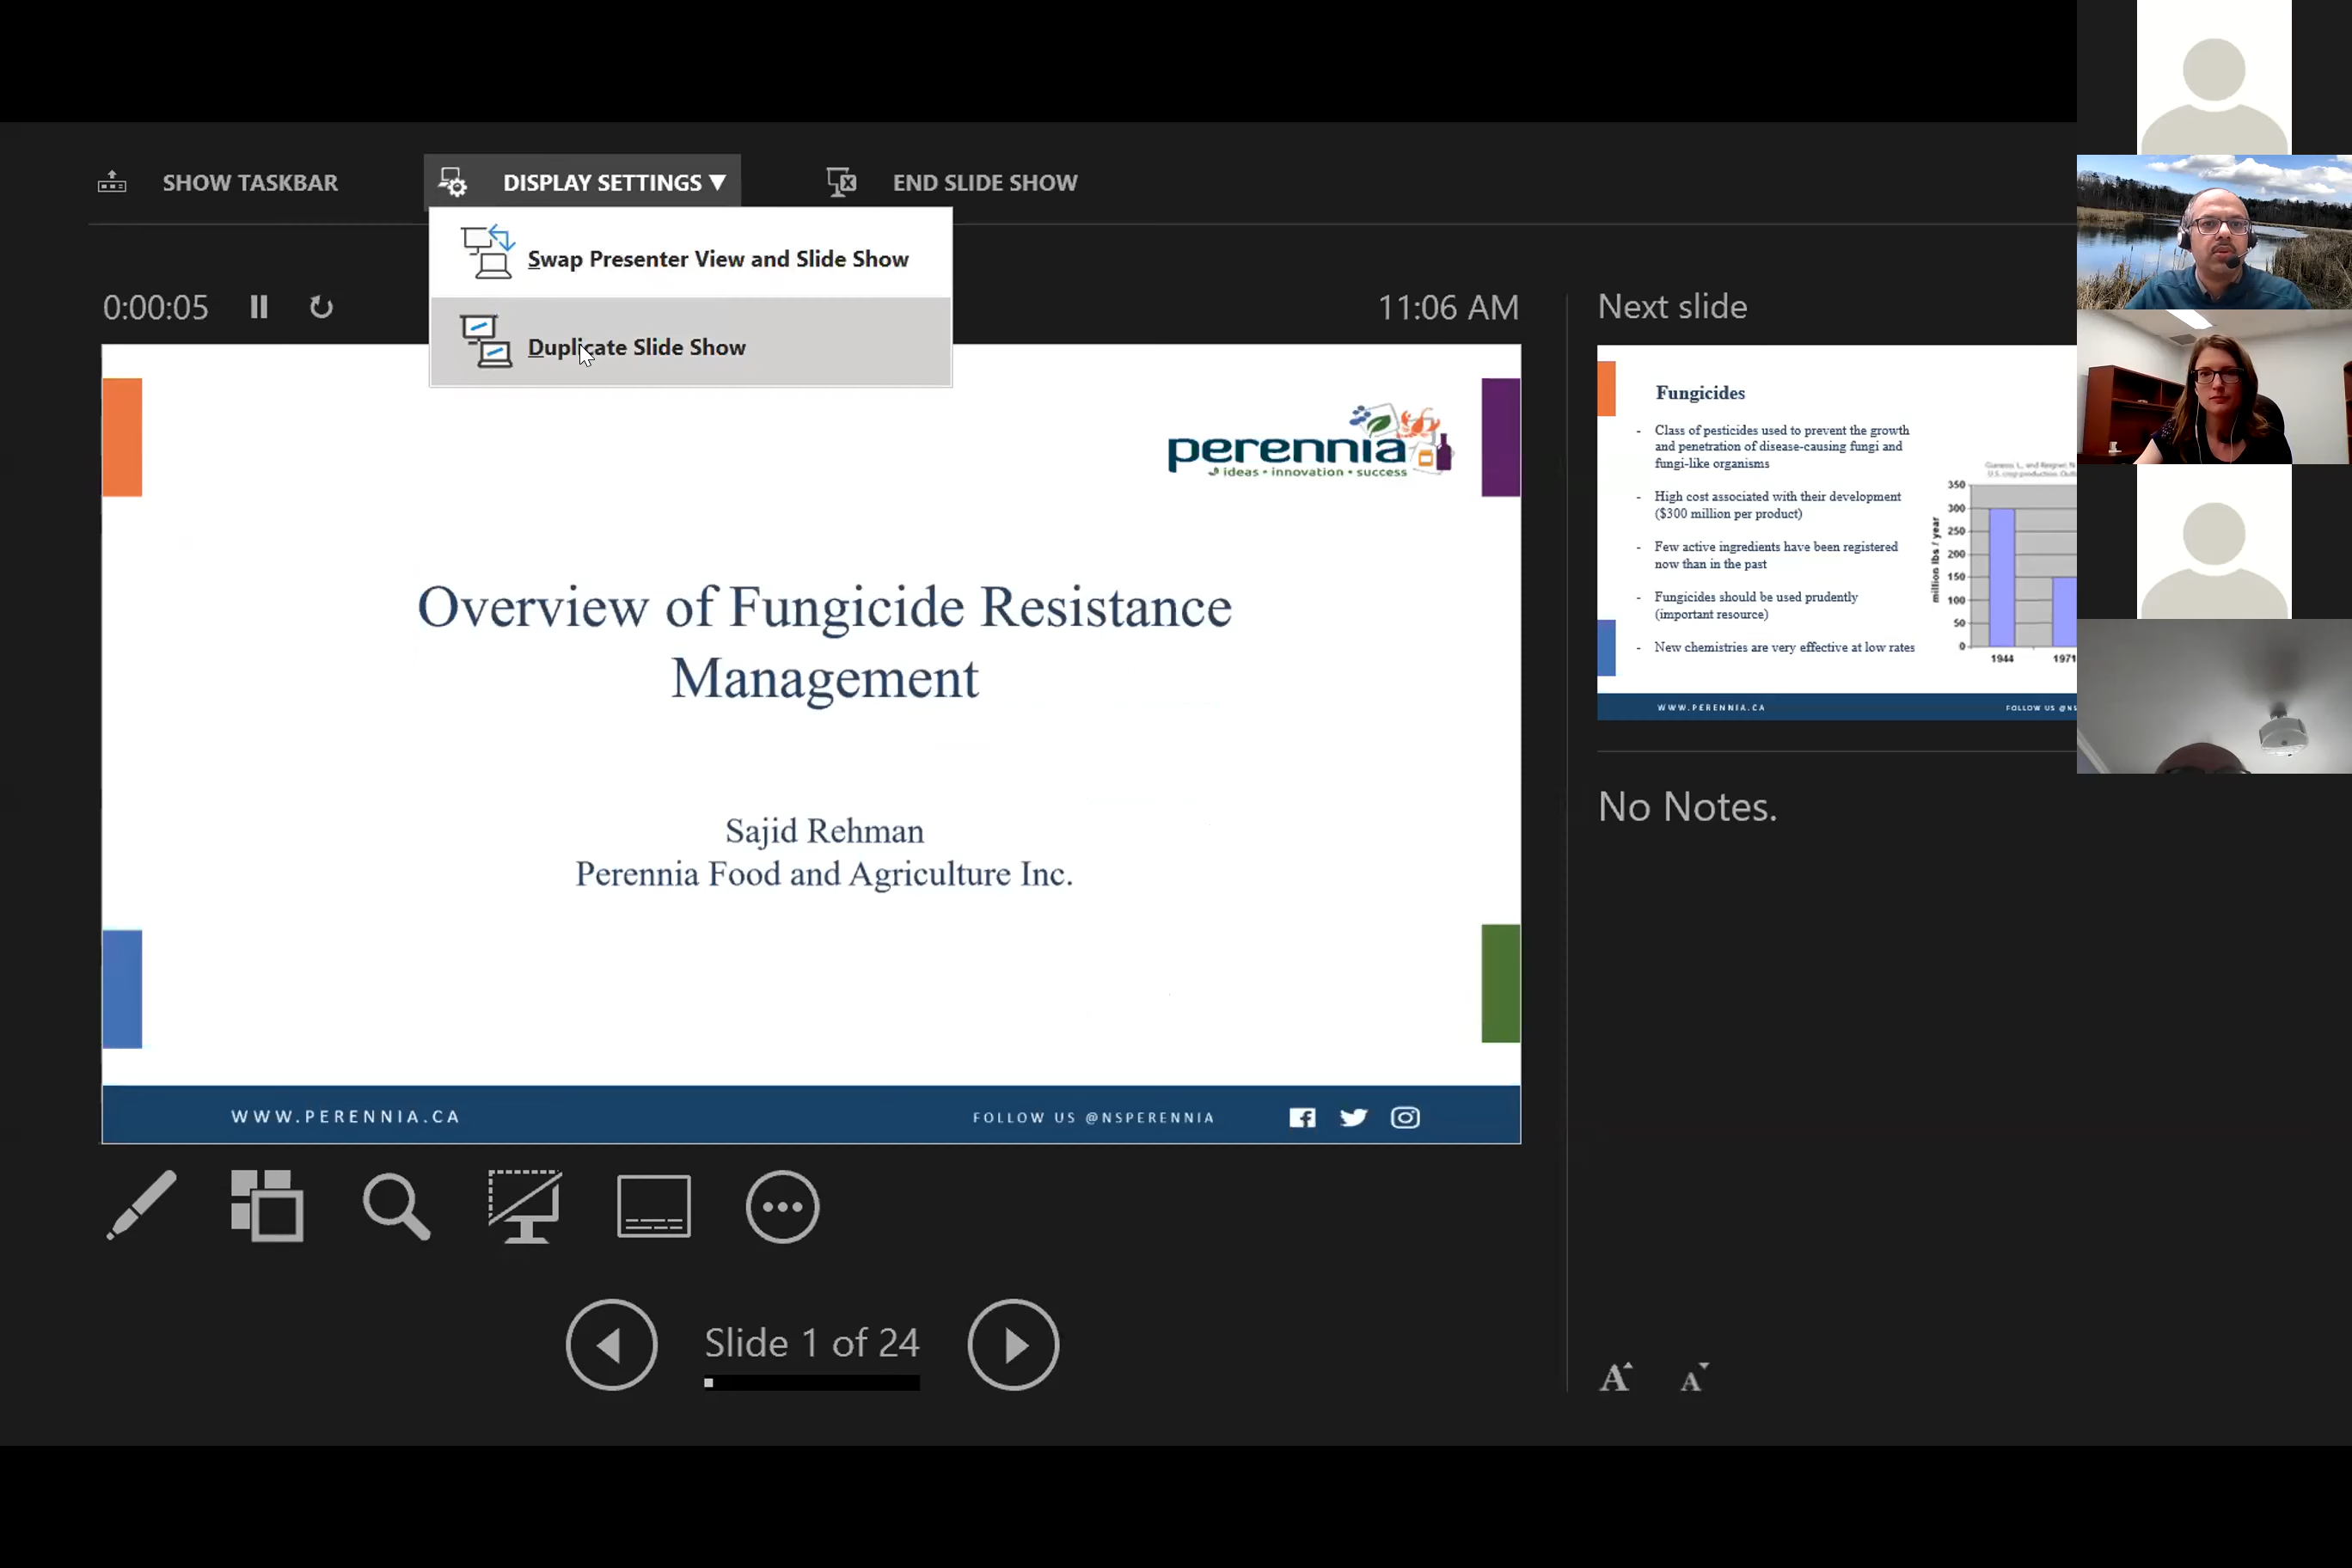 SHOW TASKBAR
DISPLAY SETTINGS ▼
END SLIDE SHOW
Swap Presenter View and Slide Show
Duplicate Slide Show
0:00:05
11:06 AM
perennia
ideas • innovation • success
Overview of Fungicide Resistance
Management
Sajid Rehman
Perennia Food and Agriculture Inc.
WWW.PERENNIA.CA
FOLLOW US @NSPERENNIA
Slide 1 of 24
Next slide
Fungicides
- Class of pesticides used to prevent the growth
and penetration of disease-causing fungi and
fungi-like organisms
- High cost associated with their development
($300 million per product)
- Few active ingredients have been registered
now than in the past
- Fungicides should be used prudently
(important resource)
- New chemistries are very effective at low rates
million lbs / year
350
300
250
200
150
100
50
0
1944
1971
WWW.PERENNIA.CA
FOLLOW US @NS
No Notes.
A
A